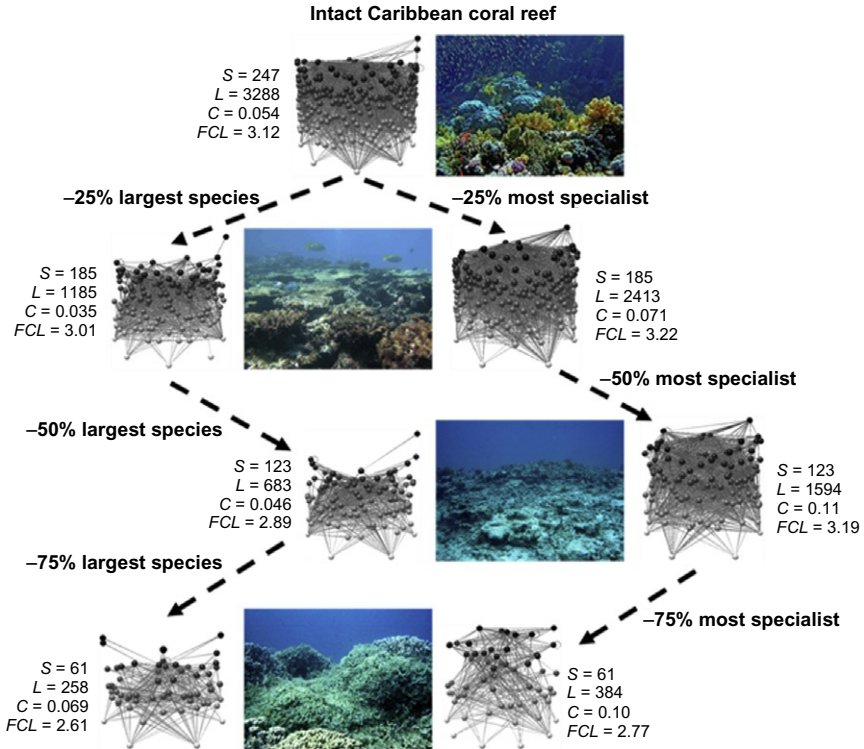 Intact Caribbean coral reef
S = 247
L = 3288
C = 0.054
FCL = 3.12
–25% largest species
–25% most specialist
S = 185
L = 1185
C = 0.035
FCL = 3.01
S = 185
L = 2413
C = 0.071
FCL = 3.22
–50% most specialist
–50% largest species
S = 123
L = 683
C = 0.046
FCL = 2.89
S = 123
L = 1594
C = 0.11
FCL = 3.19
–75% largest species
–75% most specialist
S = 61
L = 258
C = 0.069
FCL = 2.61
S = 61
L = 384
C = 0.10
FCL = 2.77